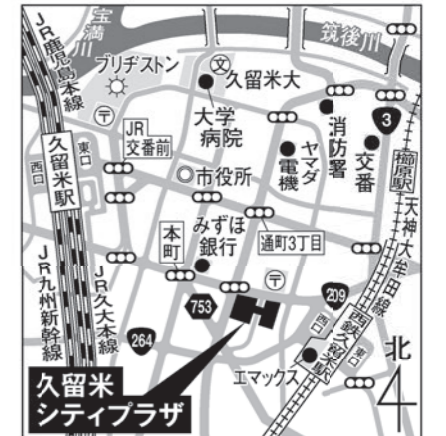 宝満川
筑後川
JR鹿児島本線
ブリヂストン
文
久留米大
大学
病院
〒
JR
交番前
久留米駅
西口
東口
市役所
ヤマダ
電機
消防署
交番
3
櫛原駅
天神大牟田線
みずほ
銀行
本町
通町3丁目
〒
753
209
264
西鉄久留米駅
西口
東口
エマックス
JR九州新幹線
JR久大本線
北
久留米
シティプラザ